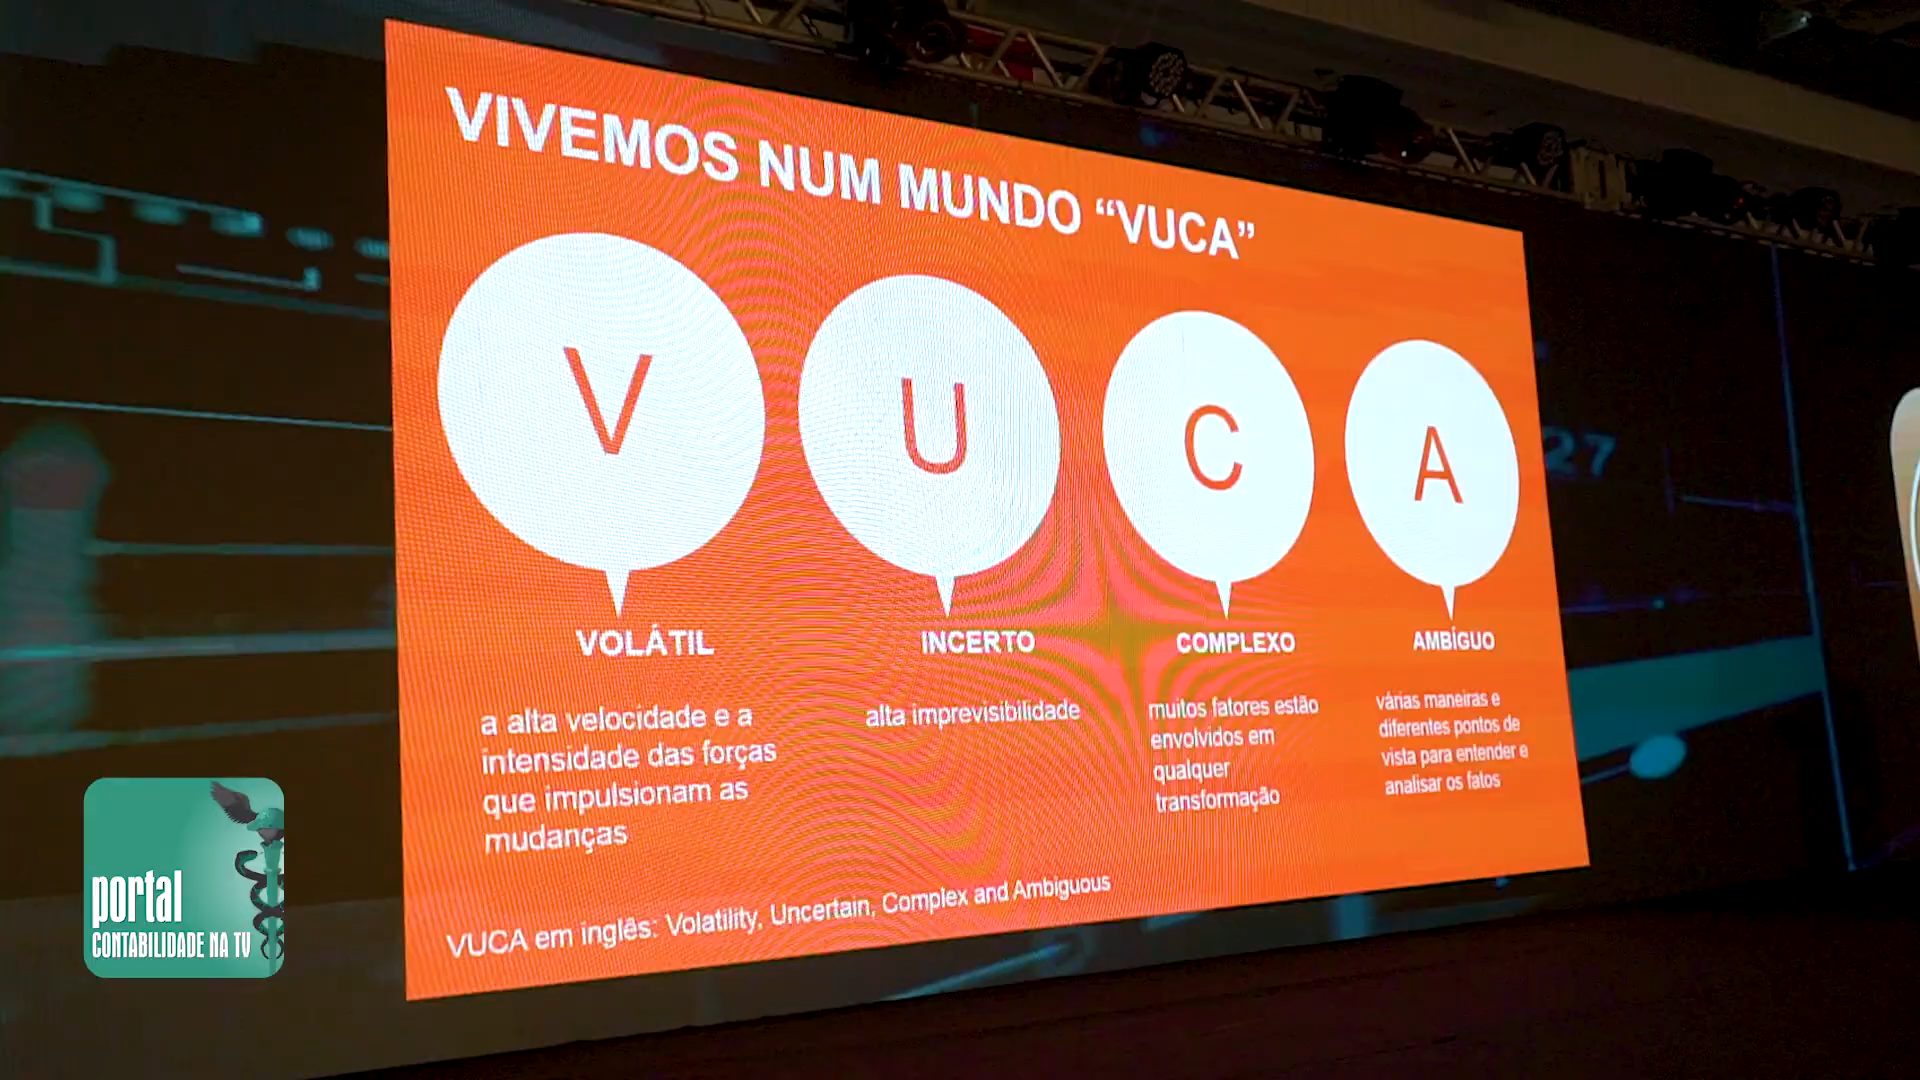 VIVEMOS NUM MUNDO “VUCA”
V
U
C
A
VOLÁTIL
INCERTO
COMPLEXO
AMBÍGUO
a alta velocidade e a
intensidade das forças
que impulsionam as
mudanças
alta imprevisibilidade
muitos fatores estão
envolvidos em
qualquer
transformação
várias maneiras e
diferentes pontos de
vista para entender e
analisar os fatos
VUCA em inglês: Volatility, Uncertain, Complex and Ambiguous
27
portal
CONTABILIDADE NA TV